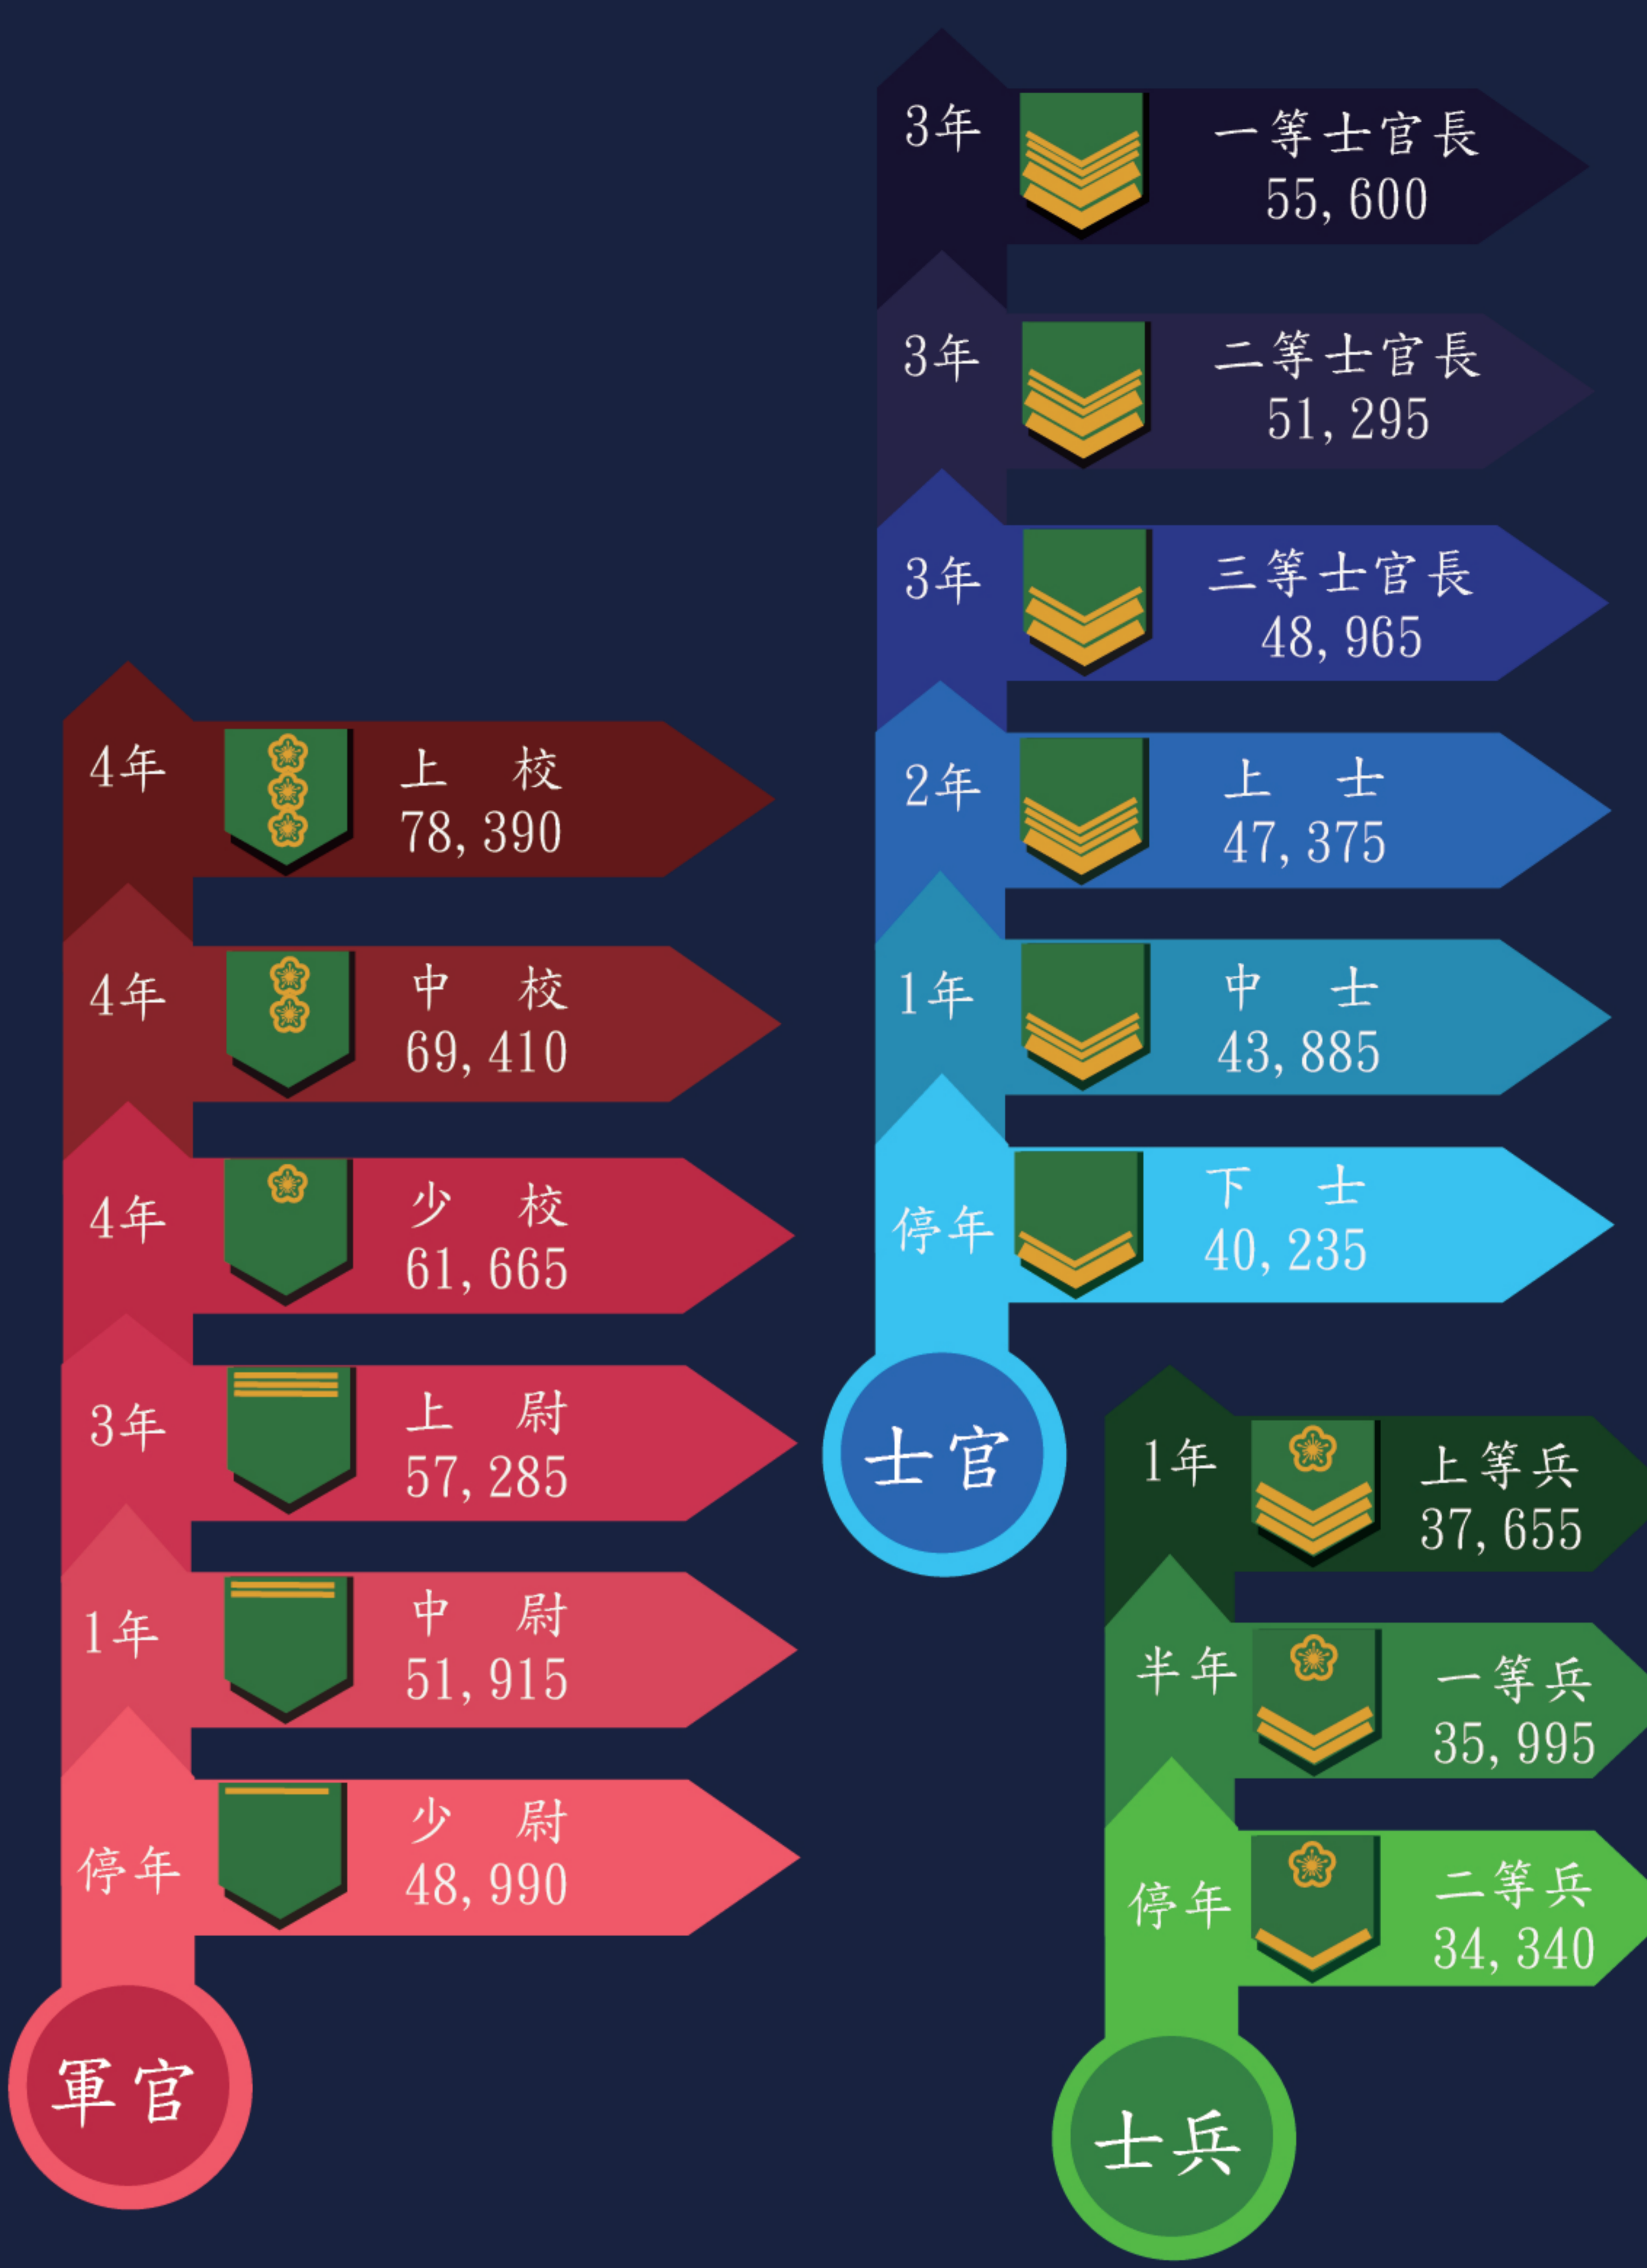 4年
上校
78,390
4年
中校
69,410
4年
少校
61,665
3年
上尉
57,285
1年
中尉
51,915
停年
少尉
48,990
軍官
3年
一等士官長
55,600
3年
二等士官長
51,295
3年
三等士官長
48,965
2年
上士
47,375
1年
中士
43,885
停年
下士
40,235
士官
1年
上等兵
37,655
半年
一等兵
35,995
停年
二等兵
34,340
士兵